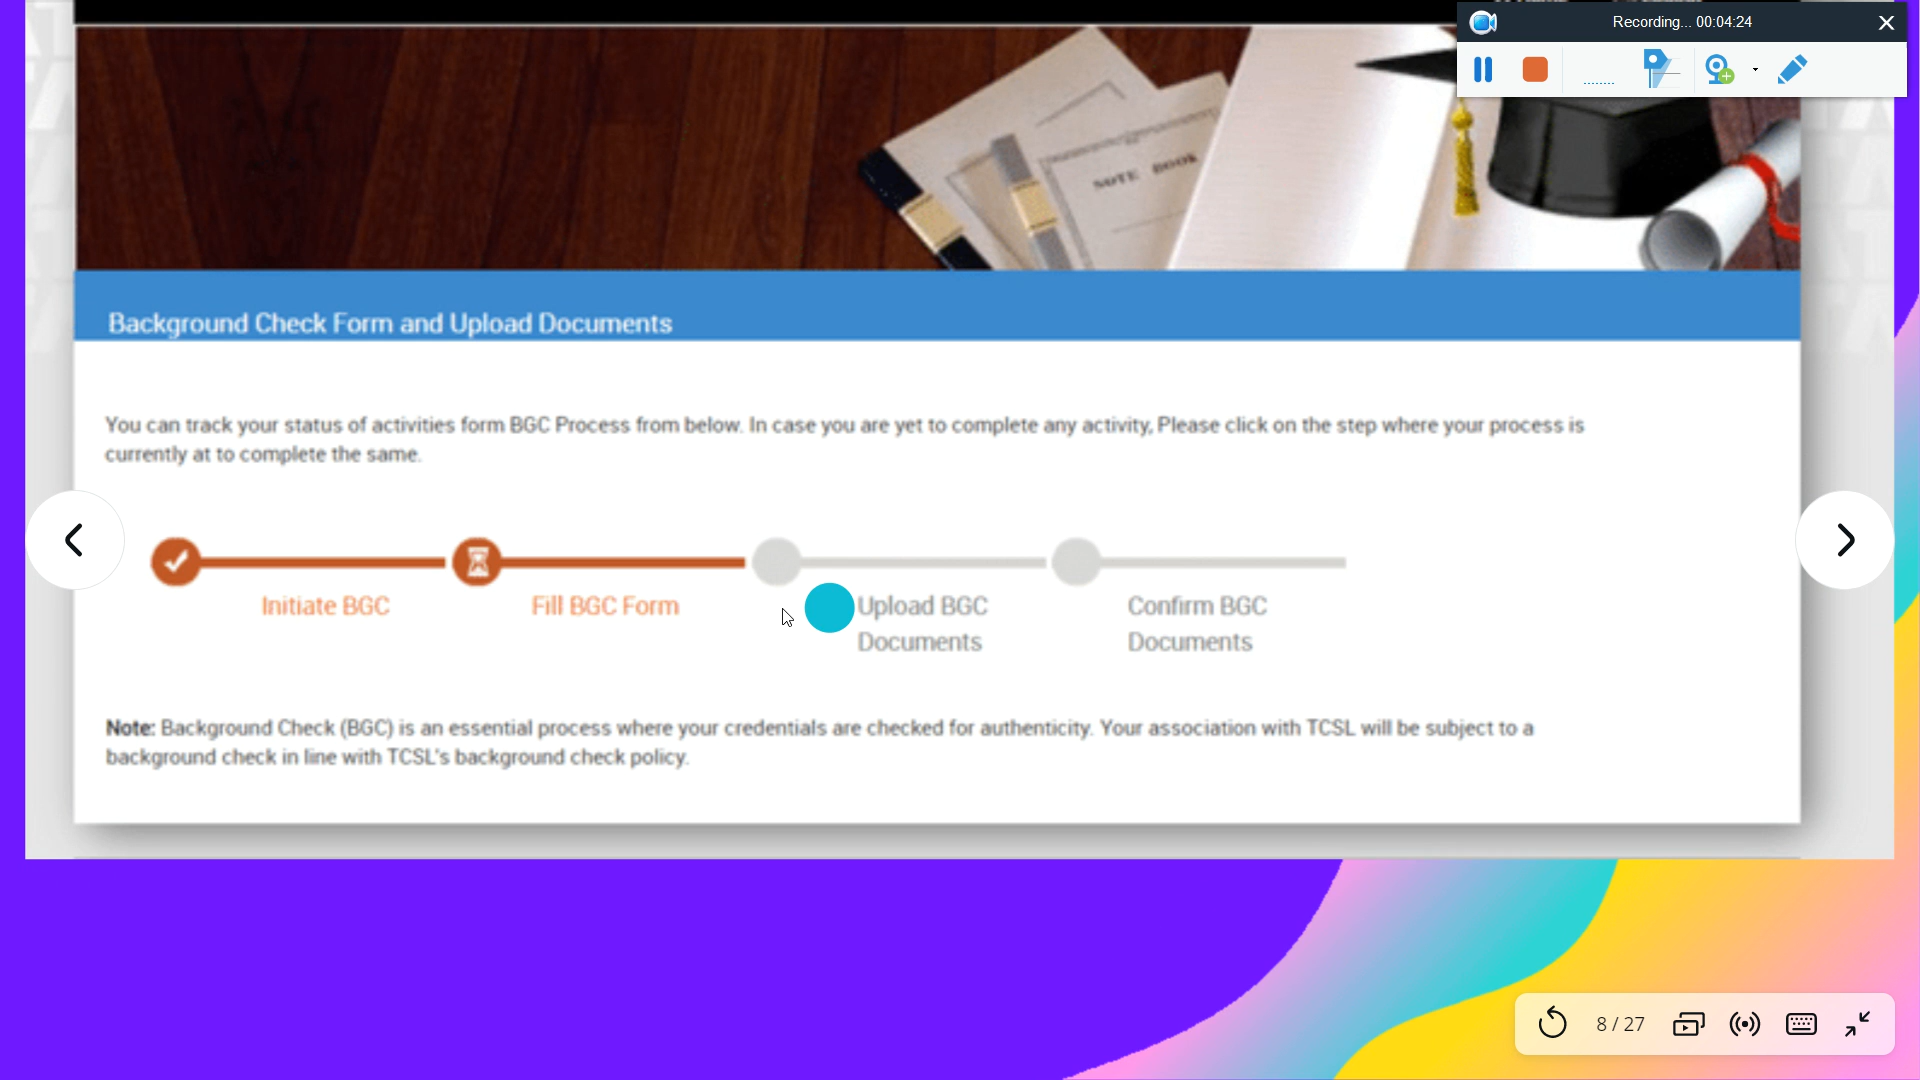 Recording... 00:04:24
NOTE BOOK
Background Check Form and Upload Documents
You can track your status of activities form BGC Process from below. In case you are yet to complete any activity, Please click on the step where your process is
currently at to complete the same.
Initiate BGC
Fill BGC Form
Upload BGC
Documents
Confirm BGC
Documents
Note: Background Check (BGC) is an essential process where your credentials are checked for authenticity. Your association with TCSL will be subject to a
background check in line with TCSL's background check policy.
8 / 27